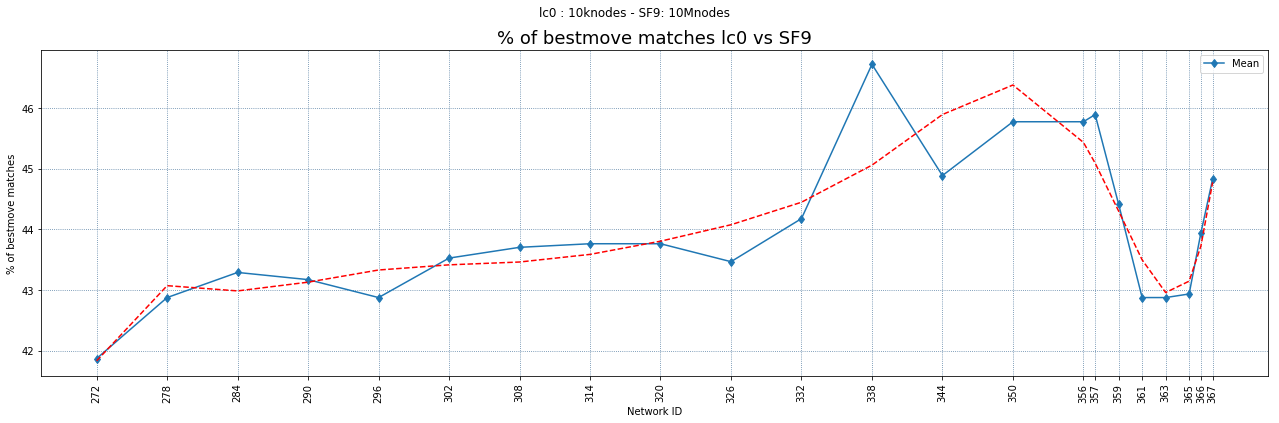 lc0 : 10knodes - SF9: 10Mnodes
% of bestmove matches lc0 vs SF9
Mean
46
45
44
43
42
% of bestmove matches
272 278 284 290 296 302 308 314 320 326 332 338 344 350 356 357 359 361 363 365 366 367
Network ID